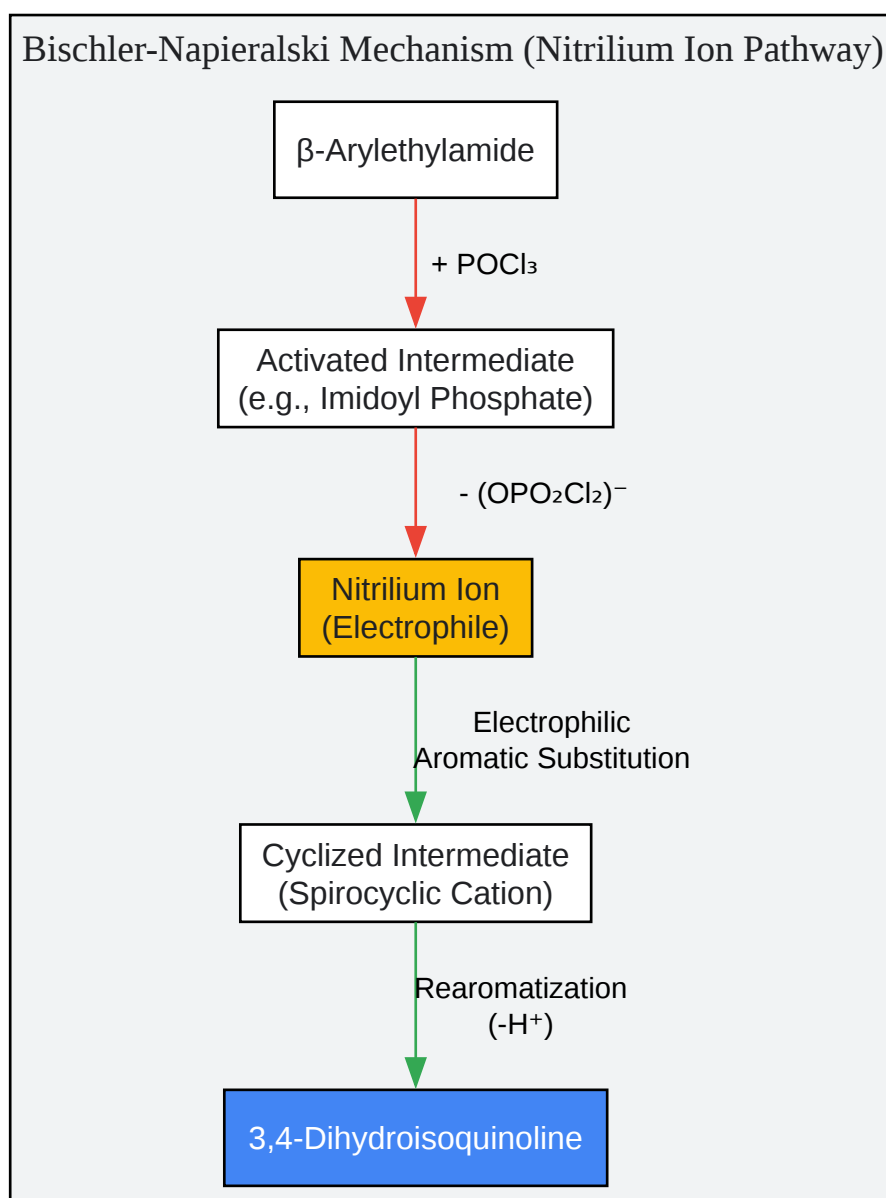 Bischler-Napieralski Mechanism (Nitrilium Ion Pathway)
β-Arylethylamide
+ POCl₃
Activated Intermediate
(e.g., Imidoyl Phosphate)
- (OPO₂Cl₂)⁻
Nitrilium Ion
(Electrophile)
Electrophilic
Aromatic Substitution
Cyclized Intermediate
(Spirocyclic Cation)
Rearomatization
(-H⁺)
3,4-Dihydroisoquinoline